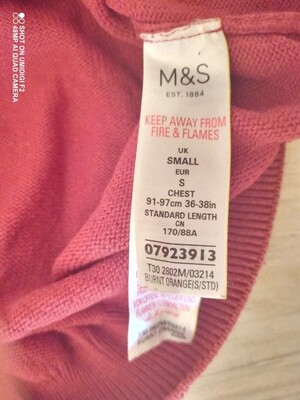 SHOT ON UMIDIGI F2
48MP AI QUAD CAMERA
M&S
EST. 1884
KEEP AWAY FROM
FIRE & FLAMES
UK
SMALL
EUR
S
CHEST
91-97cm 36-38in
STANDARD LENGTH
CN
170/88A
07923913
T30 2802M/03214
BURNT ORANGE(S/STD)